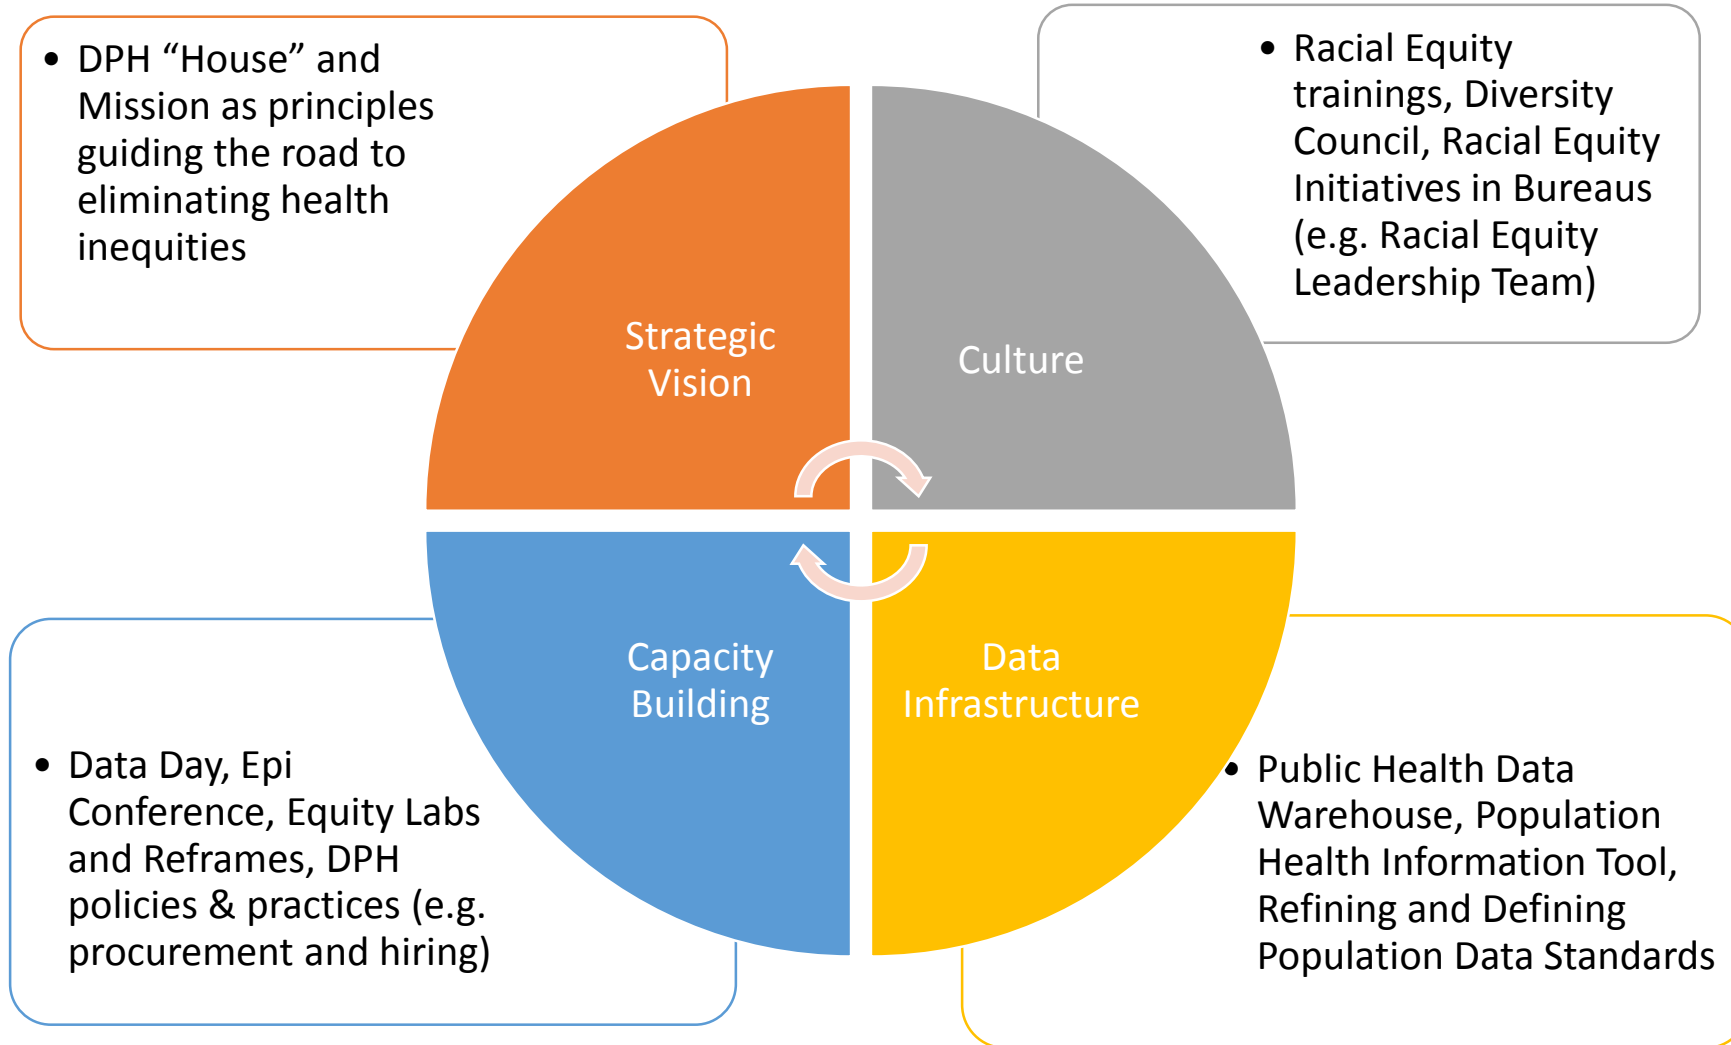 • DPH “House” and
Mission as principles
guiding the road to
eliminating health
inequities
• Racial Equity
trainings, Diversity
Council, Racial Equity
Initiatives in Bureaus
(e.g. Racial Equity
Leadership Team)
Strategic
Vision
Culture
Capacity
Building
Data
Infrastructure
• Data Day, Epi
Conference, Equity Labs
and Reframes, DPH
policies & practices (e.g.
procurement and hiring)
• Public Health Data
Warehouse, Population
Health Information Tool,
Refining and Defining
Population Data Standards